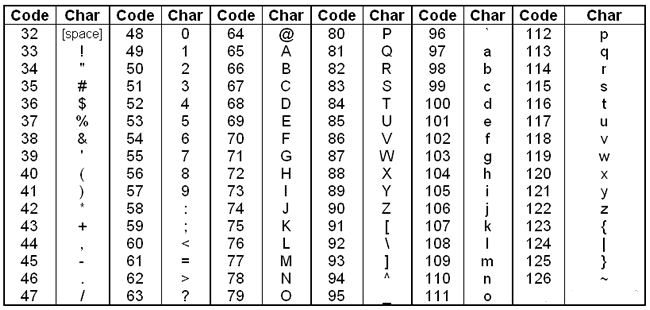 Code Char Code Char Code Char Code Char Code Char Code Char
32 [space] 48 0 64 @ 80 P 96 ` 112 p
33 ! 49 1 65 A 81 Q 97 a 113 q
34 " 50 2 66 B 82 R 98 b 114 r
35 # 51 3 67 C 83 S 99 c 115 s
36 $ 52 4 68 D 84 T 100 d 116 t
37 % 53 5 69 E 85 U 101 e 117 u
38 & 54 6 70 F 86 V 102 f 118 v
39 ' 55 7 71 G 87 W 103 g 119 w
40 ( 56 8 72 H 88 X 104 h 120 x
41 ) 57 9 73 I 89 Y 105 i 121 y
42 * 58 : 74 J 90 Z 106 j 122 z
43 + 59 ; 75 K 91 [ 107 k 123 {
44 , 60 < 76 L 92 \ 108 l 124 |
45 - 61 = 77 M 93 ] 109 m 125 }
46 . 62 > 78 N 94 ^ 110 n 126 ~
47 / 63 ? 79 O 95 _ 111 o